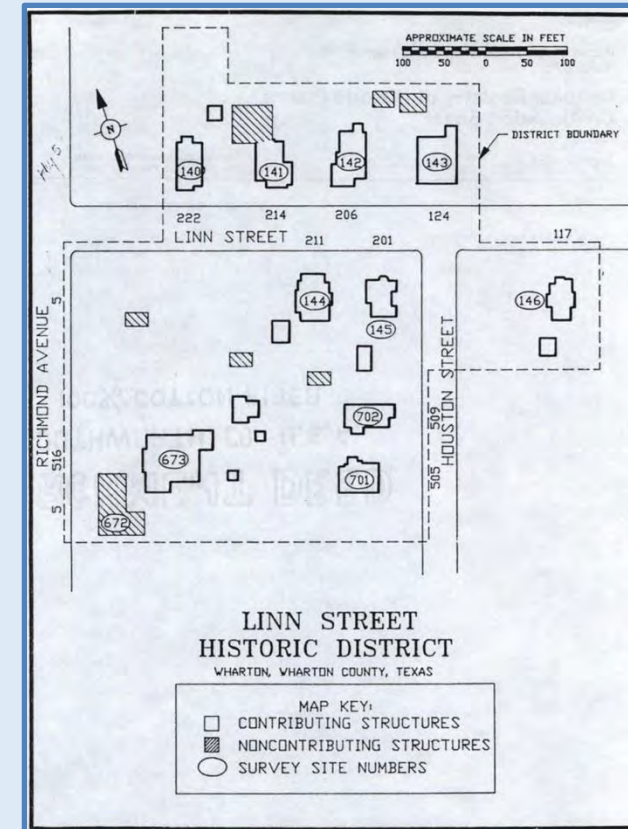 APPROXIMATE SCALE IN FEET
100 50 0 50 100
N
DISTRICT BOUNDARY
140
141
142
143
222
214
206
124
LINN STREET
211
201
117
144
145
146
RICHMOND AVENUE
HOUSTON STREET
5
516
5
702
509
673
701
505
672
LINN STREET
HISTORIC DISTRICT
WHARTON, WHARTON COUNTY, TEXAS
MAP KEY:
CONTRIBUTING STRUCTURES
NONCONTRIBUTING STRUCTURES
SURVEY SITE NUMBERS